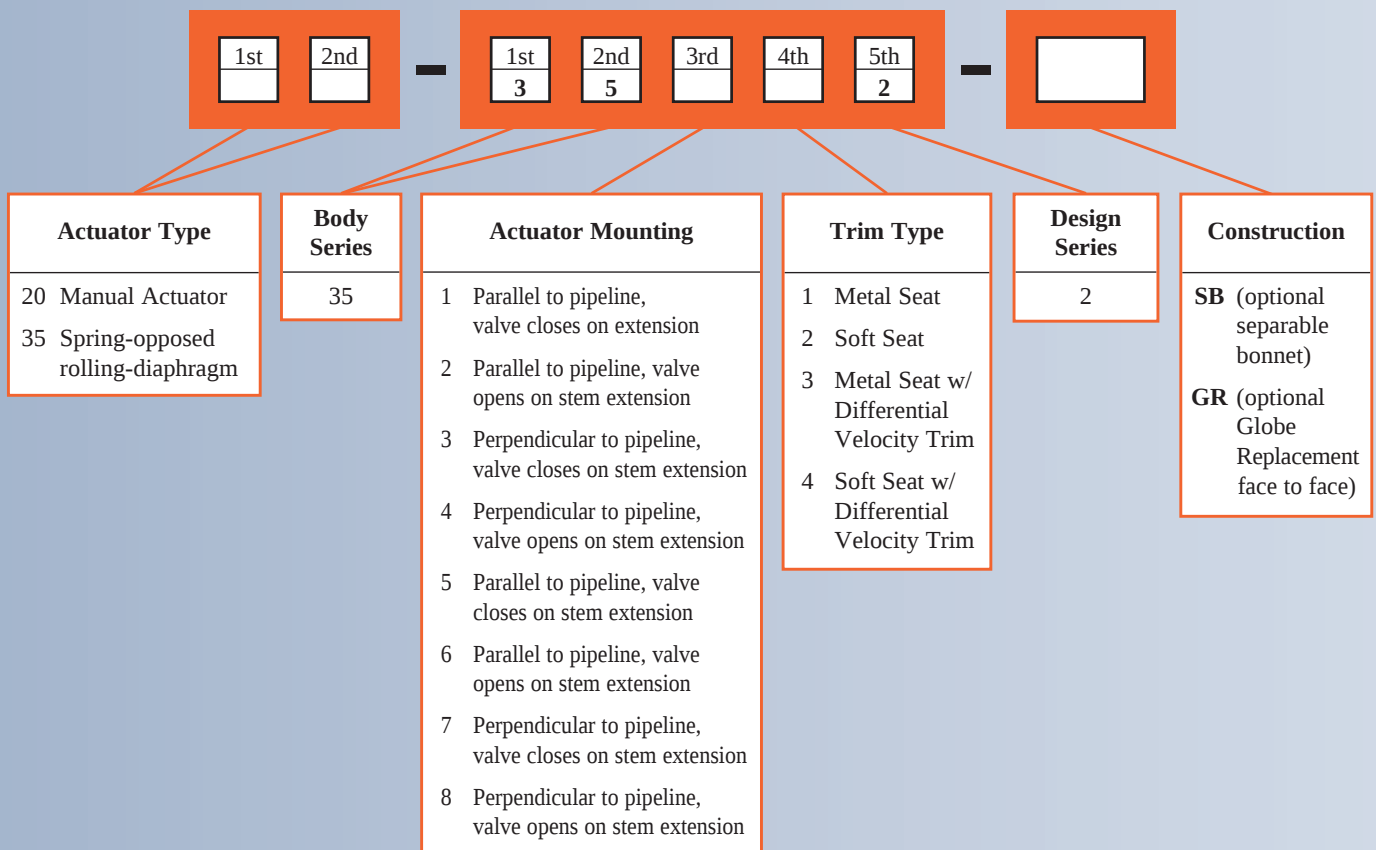 1st 2nd 1st 2nd 3rd 4th 5th
3 5 2
Actuator Type
20 Manual Actuator
35 Spring-opposed
rolling-diaphragm
Body
Series
35
Actuator Mounting
1 Parallel to pipeline,
valve closes on extension
2 Parallel to pipeline, valve
opens on stem extension
3 Perpendicular to pipeline,
valve closes on stem extension
4 Perpendicular to pipeline,
valve opens on stem extension
5 Parallel to pipeline, valve
closes on stem extension
6 Parallel to pipeline, valve
opens on stem extension
7 Perpendicular to pipeline,
valve closes on stem extension
8 Perpendicular to pipeline,
valve opens on stem extension
Trim Type
1 Metal Seat
2 Soft Seat
3 Metal Seat w/
Differential
Velocity Trim
4 Soft Seat w/
Differential
Velocity Trim
Design
Series
2
Construction
SB (optional
separable
bonnet)
GR (optional
Globe
Replacement
face to face)